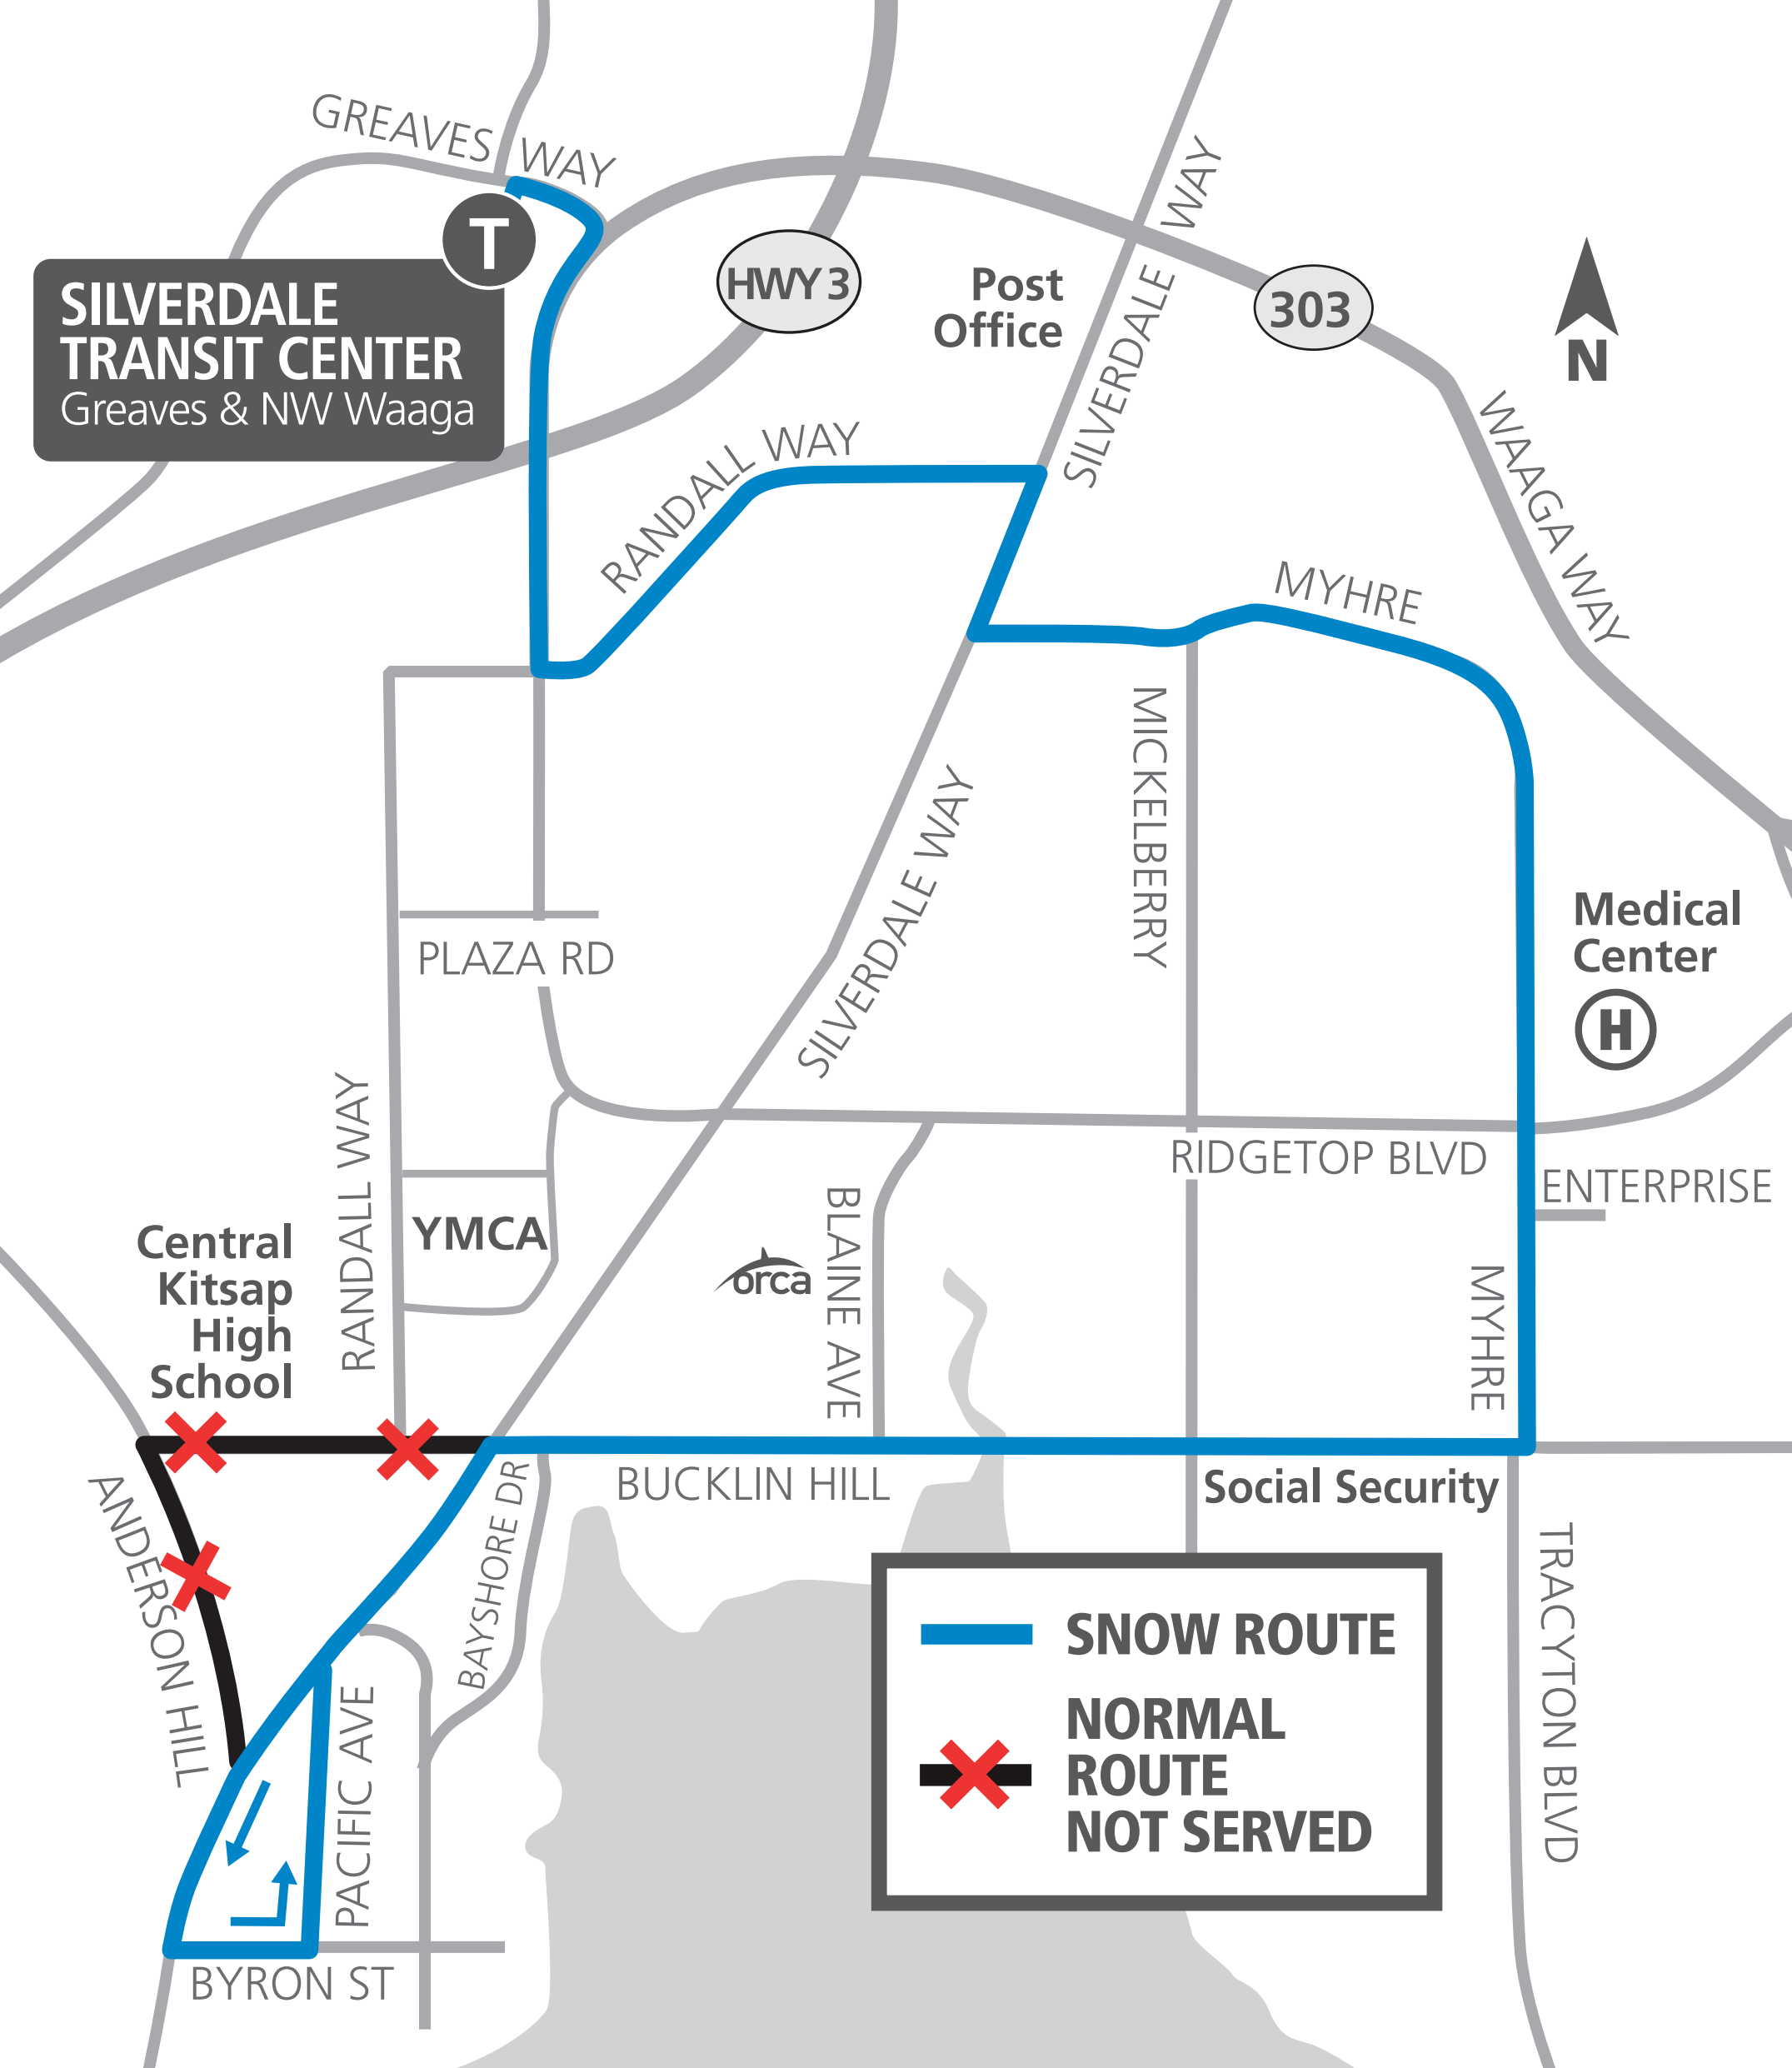 GREAVES WAY
T
SILVERDALE
TRANSIT CENTER
Greaves & NW Waaga
HWY 3
Post
Office
SILVERDALE WAY
303
N
WAAGA WAY
RANDALL WAY
MYHRE
MICKELBERRY
SILVERDALE WAY
PLAZA RD
Medical
Center
H
RIDGETOP BLVD
ENTERPRISE
RANDALL WAY
YMCA
Central
Kitsap
High
School
orca
BLAINE AVE
MYHRE
BUCKLIN HILL
Social Security
ANDERSON HILL
BAYSHORE DR
PACIFIC AVE
BYRON ST
TRACYTON BLVD
SNOW ROUTE
NORMAL
ROUTE
NOT SERVED